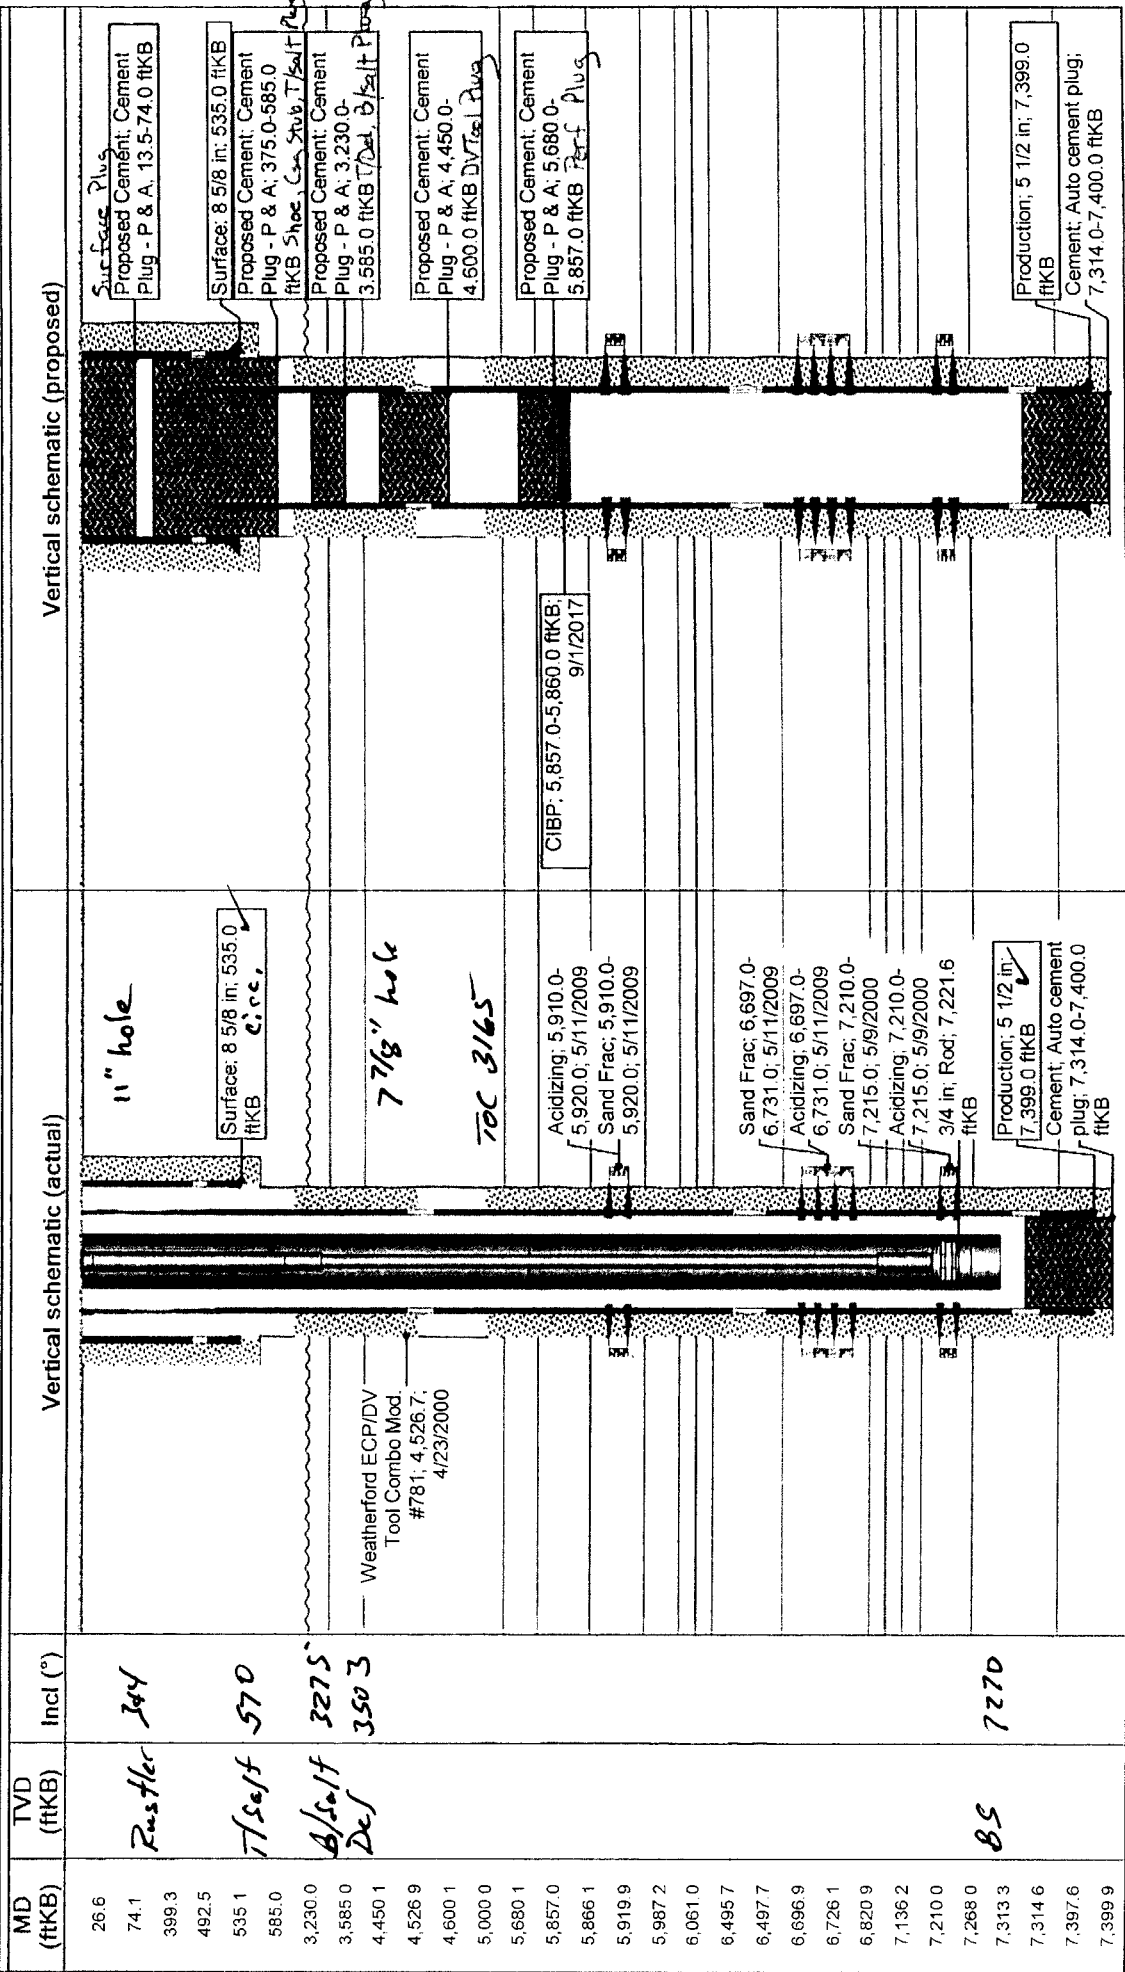 Vertical schematic (actual)
Vertical schematic (proposed)
MD
(ftKB)
TVD
(ftKB)
Incl (°)
26.6
74.1
399.3
492.5
535.1
585.0
3,230.0
3,585.0
4,450.1
4,526.9
4,600.1
5,000.0
5,680.1
5,857.0
5,866.1
5,919.9
5,987.2
6,061.0
6,495.7
6,497.7
6,696.9
6,726.1
6,820.9
7,136.2
7,210.0
7,268.0
7,313.3
7,314.6
7,397.6
7,399.9
Rustler 344
T/Salt 570
B/Salt 3275
Del 3503
BS 7270
Weatherford ECP/DV
Tool Combo Mod.
#781; 4,526.7;
4/23/2000
11" hole
Surface; 8 5/8 in; 535.0
ftKB
circ.
7 7/8" hole
TOC 3165
Acidizing; 5,910.0-
5,920.0; 5/11/2009
Sand Frac; 5,910.0-
5,920.0; 5/11/2009
Sand Frac; 6,697.0-
6,731.0; 5/11/2009
Acidizing; 6,697.0-
6,731.0; 5/11/2009
Sand Frac; 7,210.0-
7,215.0; 5/9/2000
Acidizing; 7,210.0-
7,215.0; 5/9/2000
3/4 in; Rod; 7,221.6
ftKB
Production; 5 1/2 in;
7,399.0 ftKB
Cement; Auto cement
plug; 7,314.0-7,400.0
ftKB
CIBP; 5,857.0-5,860.0 ftKB;
9/1/2017
Surface Plug
Proposed Cement; Cement
Plug - P & A; 13.5-74.0 ftKB
Surface; 8 5/8 in; 535.0 ftKB
Proposed Cement; Cement
Plug - P & A; 375.0-585.0
ftKB Shoe, Csg Stub, T/Salt Plug
Proposed Cement; Cement
Plug - P & A; 3,230.0-
3,585.0 ftKB T/Del, B/Salt Plug
Proposed Cement; Cement
Plug - P & A; 4,450.0-
4,600.0 ftKB DV Tool Plug
Proposed Cement; Cement
Plug - P & A; 5,680.0-
5,857.0 ftKB Perf Plug
Production; 5 1/2 in; 7,399.0
ftKB
Cement; Auto cement plug;
7,314.0-7,400.0 ftKB